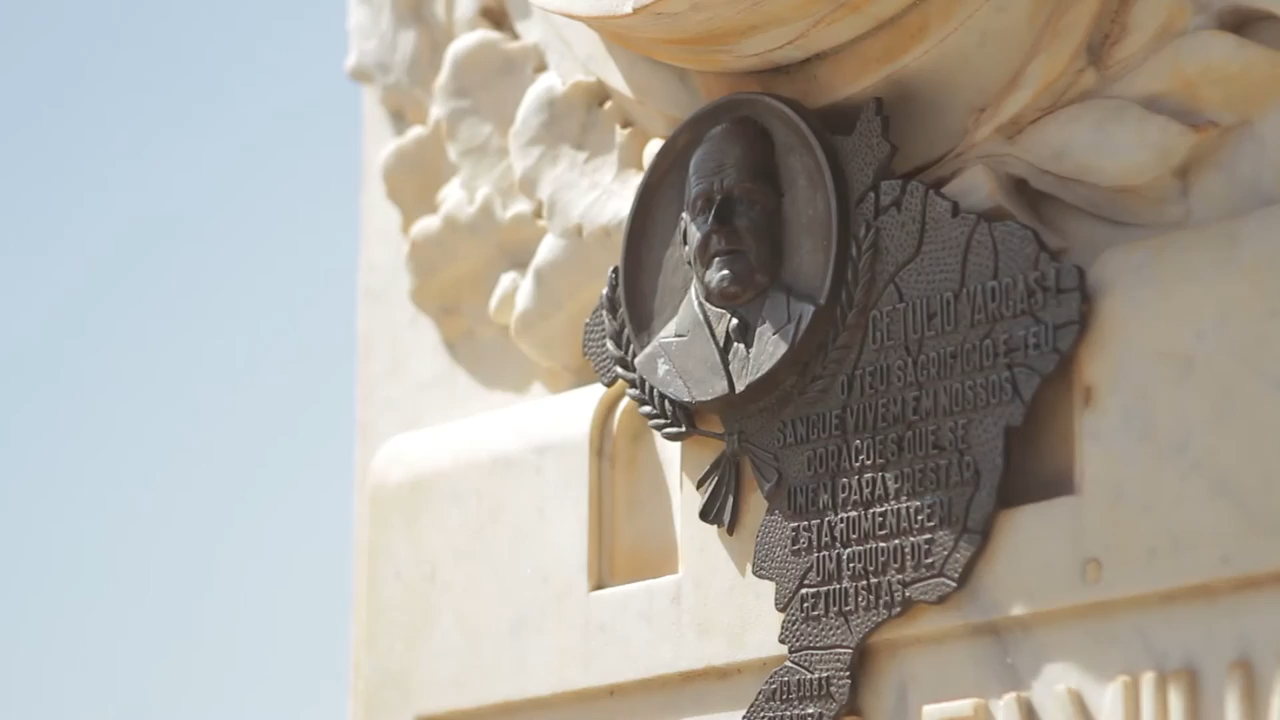 GETULIO VARGAS!
O TEU SACRIFICIO E TEU
SANGUE VIVEM EM NOSSOS
CORAÇOES QUE SE
UNEM PARA PRESTAR
ESTA HOMENAGEM.
UM GRUPO DE
GETULISTAS